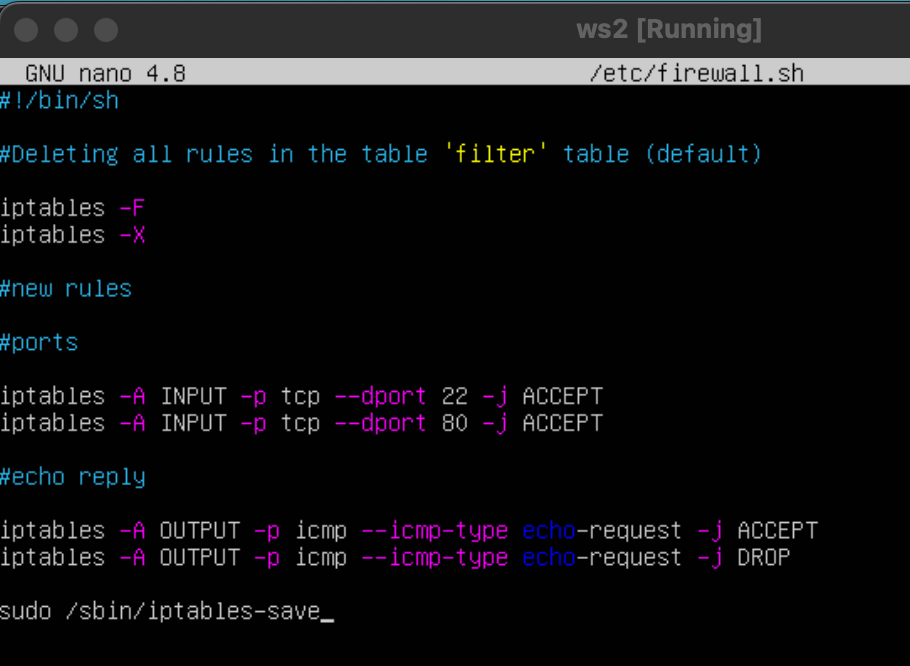 ws2 [Running]
GNU nano 4.8 /etc/firewall.sh
#!/bin/sh
#Deleting all rules in the table 'filter' table (default)
iptables -F
iptables -X
#new rules
#ports
iptables -A INPUT -p tcp --dport 22 -j ACCEPT
iptables -A INPUT -p tcp --dport 80 -j ACCEPT
#echo reply
iptables -A OUTPUT -p icmp --icmp-type echo-request -j ACCEPT
iptables -A OUTPUT -p icmp --icmp-type echo-request -j DROP
sudo /sbin/iptables-save